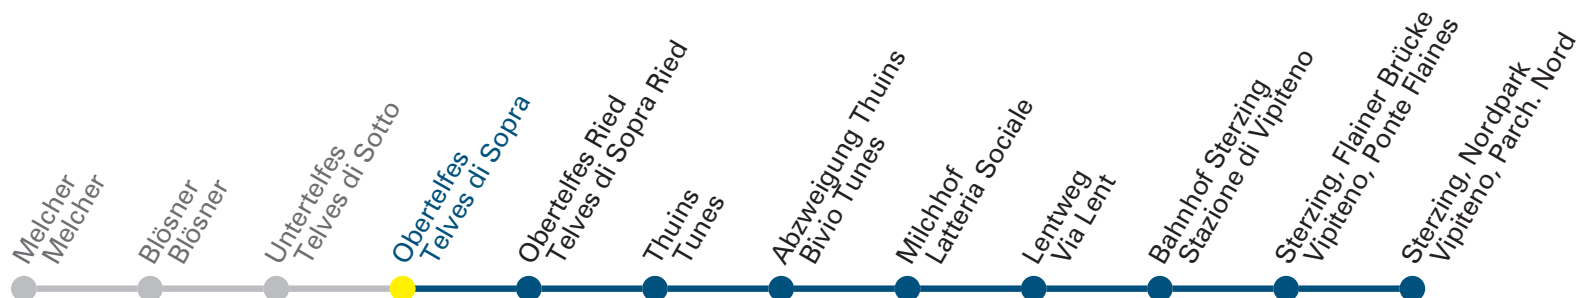 Melcher
Melcher
Blösner
Blösner
Untertelfes
Telves di Sotto
Obertelfes
Telves di Sopra
Obertelfes Ried
Telves di Sopra Ried
Thuins
Tunes
Abzweigung Thuins
Bivio Tunes
Milchhof
Latteria Sociale
Lentweg
Via Lent
Bahnhof Sterzing
Stazione di Vipiteno
Sterzing, Flainer Brücke
Vipiteno, Ponte Flaines
Sterzing, Nordpark
Vipiteno, Parch. Nord